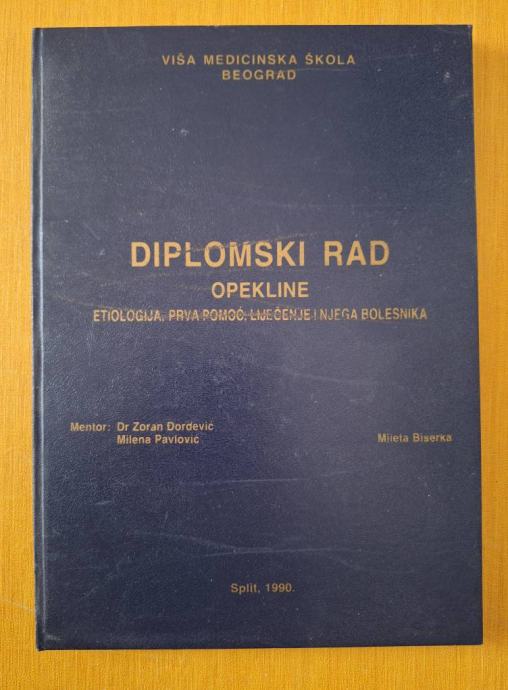 VIŠA MEDICINSKA ŠKOLA
BEOGRAD
DIPLOMSKI RAD
OPEKLINE
ETIOLOGIJA, PRVA POMOĆ, LIJEČENJE I NJEGA BOLESNIKA
Mentor: Dr Zoran Đorđević
Milena Pavlović
Mileta Biserka
Split, 1990.